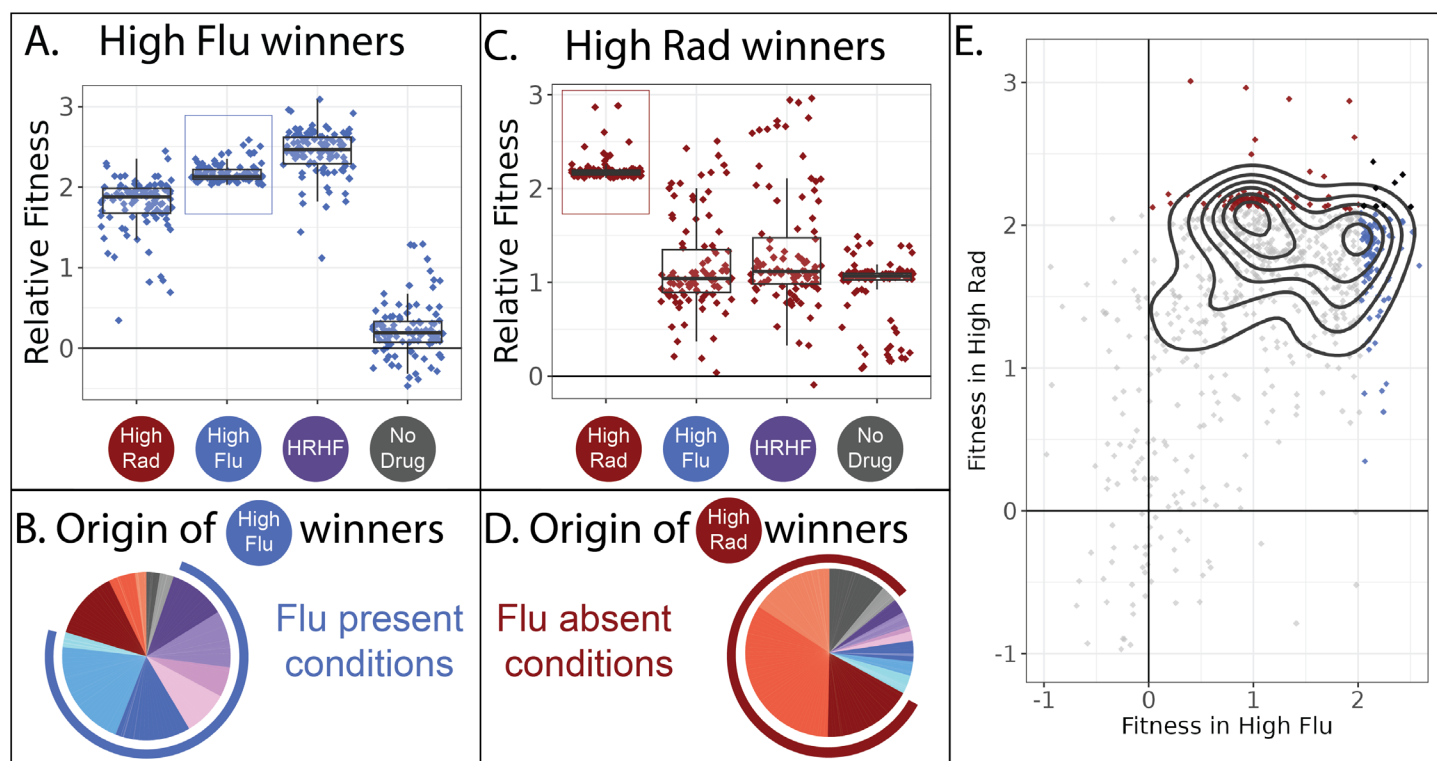 A. High Flu winners
Relative Fitness
3
2
1
0
High
Rad
High
Flu
HRHF
No
Drug
B. Origin of High Flu winners
Flu present
conditions
C. High Rad winners
Relative Fitness
3
2
1
0
High
Rad
High
Flu
HRHF
No
Drug
D. Origin of High Rad winners
Flu absent
conditions
E.
Fitness in High Rad
3
2
1
0
-1
-1 0 1 2
Fitness in High Flu